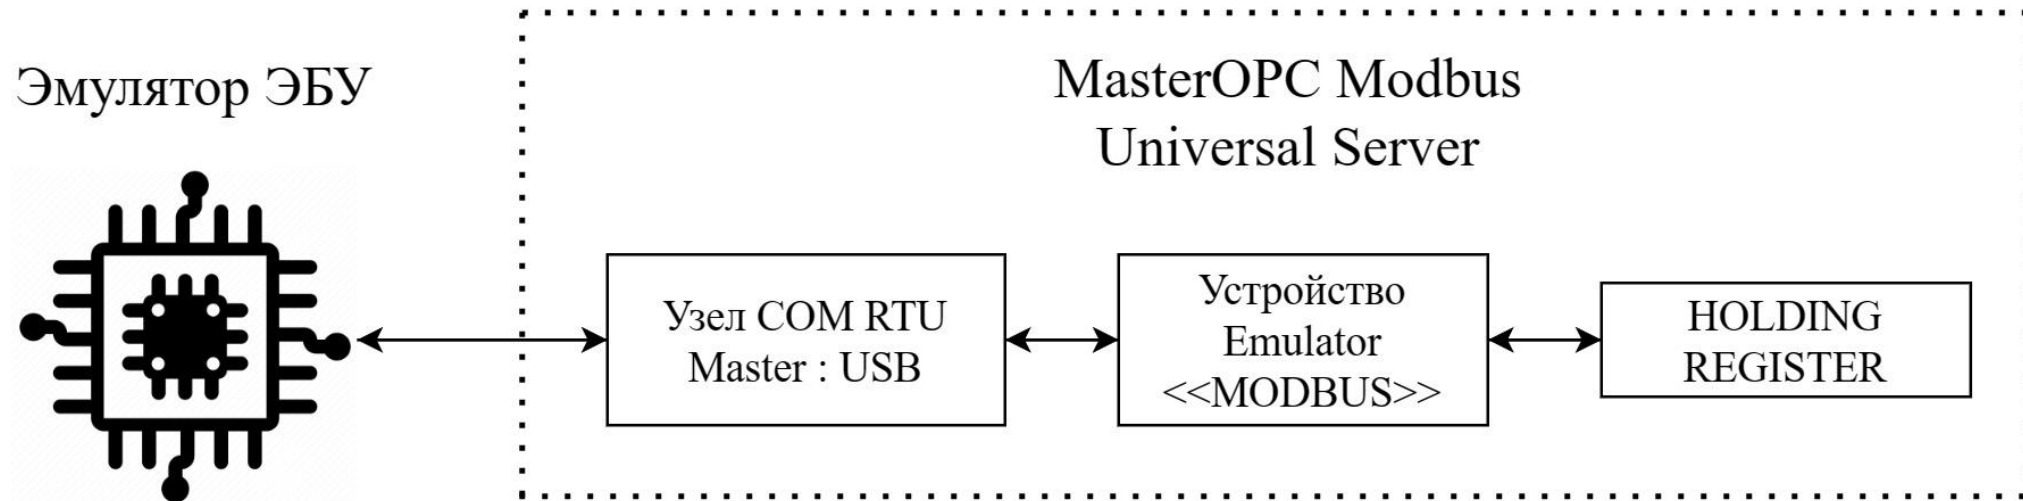 Эмулятор ЭБУ
MasterOPC Modbus
Universal Server
Узел COM RTU
Master : USB
Устройство
Emulator
<<MODBUS>>
HOLDING
REGISTER